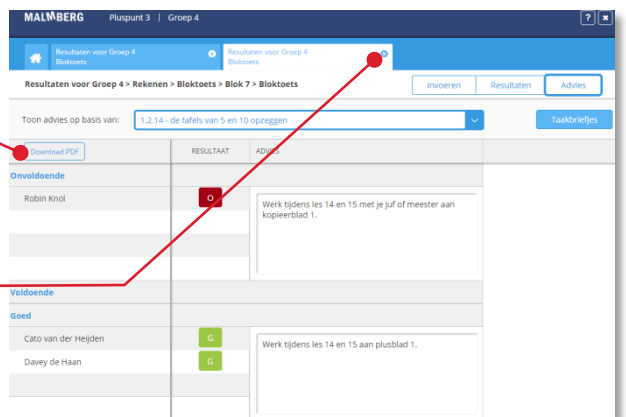 MALMBERG Pluspunt 3 | Groep 4 ? x
Resultaten voor Groep 4
Bloktoets
Resultaten voor Groep 4
Bloktoets
Resultaten voor Groep 4 > Rekenen > Bloktoets > Blok 7 > Bloktoets
Invoeren Resultaten Advies
Toon advies op basis van: 1.2.14 - de tafels van 5 en 10 opzeggen Taakbriefjes
Download PDF RESULTAAT ADVIES
Onvoldoende
Robin Knol O
Werk tijdens les 14 en 15 met je juf of meester aan
kopieerblad 1.
Voldoende
Goed
Cato van der Heijden G
Werk tijdens les 14 en 15 aan plusblad 1.
Davey de Haan G